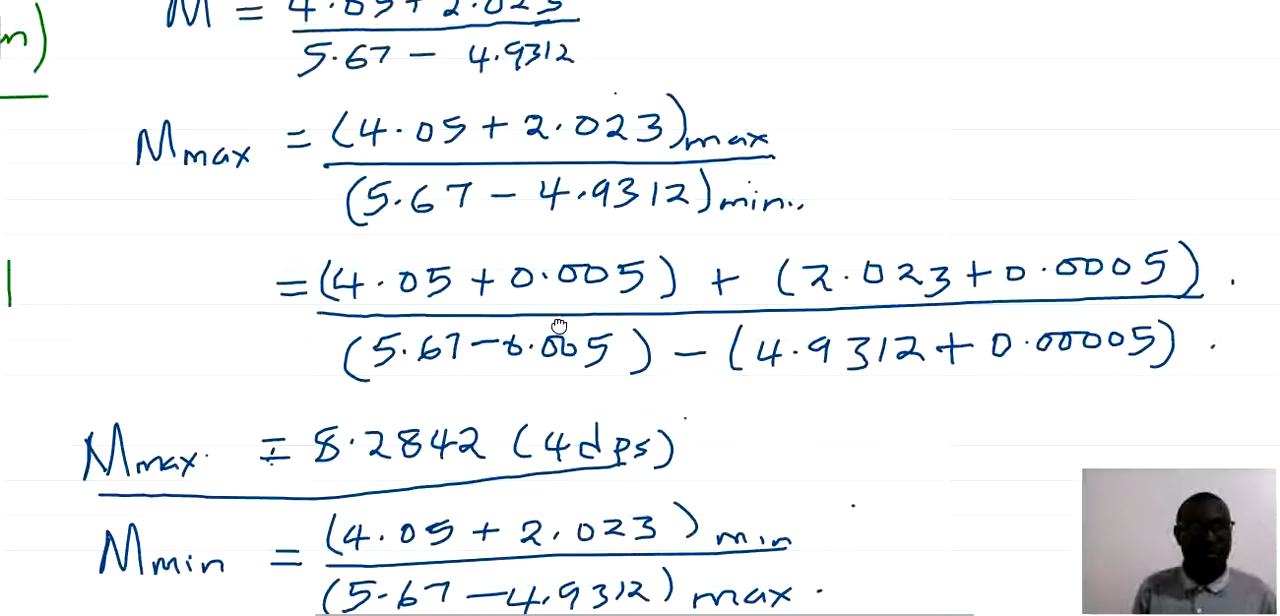 n)
M = 4.05+2.023
5.67 - 4.9312
Mmax = (4.05+2.023)max
(5.67 - 4.9312)min..
= (4.05+0.005) + (2.023+0.0005).
(5.67-0.005) - (4.9312+0.00005).
Mmax. = 8.2842 (4dps)
Mmin = (4.05+2.023)min
(5.67-4.9312)max.